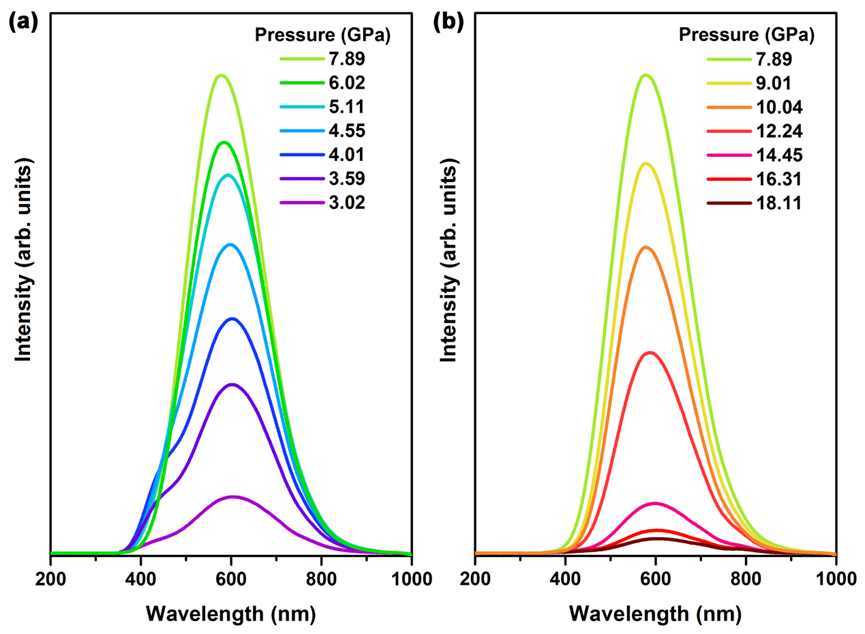 (a)
Pressure (GPa)
7.89
6.02
5.11
4.55
4.01
3.59
3.02
Intensity (arb. units)
200 400 600 800 1000
Wavelength (nm)
(b)
Pressure (GPa)
7.89
9.01
10.04
12.24
14.45
16.31
18.11
Intensity (arb. units)
200 400 600 800 1000
Wavelength (nm)